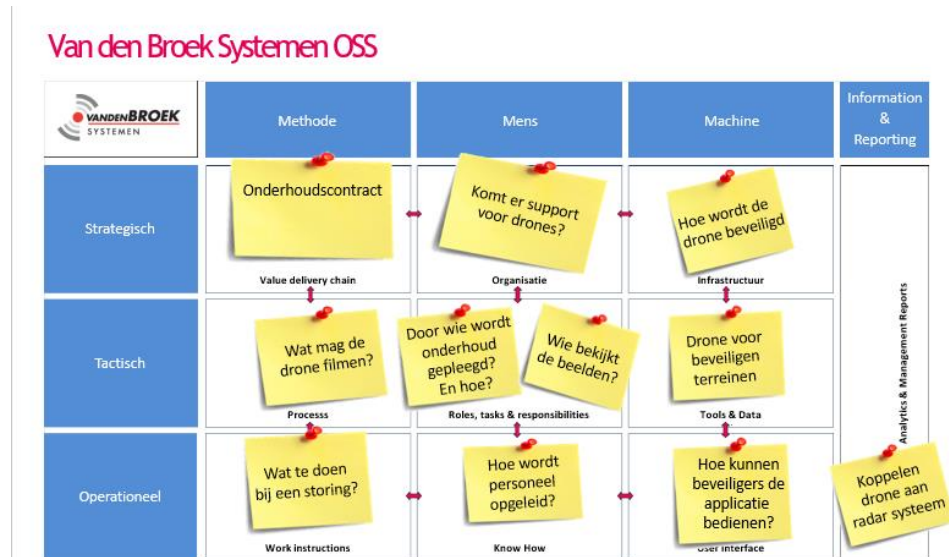 Van den Broek Systemen OSS
VANDENBROEK
SYSTEMEN
Methode
Mens
Machine
Information
&
Reporting
Strategisch
Onderhoudscontract
Value delivery chain
Komt er support
voor drones?
Organisatie
Hoe wordt de
drone beveiligd
Infrastructuur
Tactisch
Wat mag de
drone filmen?
Processs
Door wie wordt
onderhoud
gepleegd?
En hoe?
Wie bekijkt
de beelden?
Roles, tasks & responsibilities
Drone voor
beveiligen
terreinen
Tools & Data
Analytics & Management Reports
Operationeel
Wat te doen
bij een storing?
Work instructions
Hoe wordt
personeel
opgeleid?
Know How
Hoe kunnen
beveiligers de
applicatie
bedienen?
User interface
Koppelen
drone aan
radar systeem